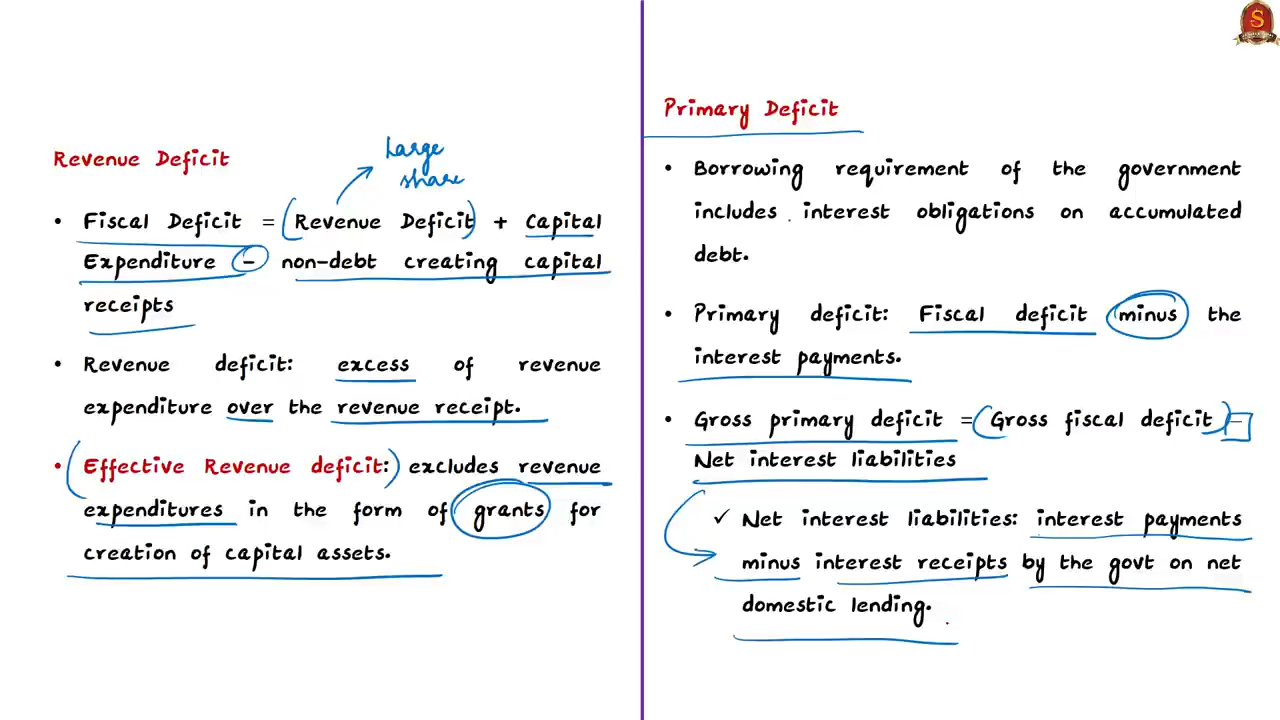 S
Revenue Deficit
Large
share
• Fiscal Deficit = (Revenue Deficit) + Capital
Expenditure - non-debt creating capital
receipts
• Revenue deficit: excess of revenue
expenditure over the revenue receipt.
• (Effective Revenue deficit:) excludes revenue
expenditures in the form of grants for
creation of capital assets.
Primary Deficit
• Borrowing requirement of the government
includes interest obligations on accumulated
debt.
• Primary deficit: Fiscal deficit minus the
interest payments.
• Gross primary deficit = (Gross fiscal deficit) -
Net interest liabilities
✓ Net interest liabilities: interest payments
minus interest receipts by the govt on net
domestic lending.